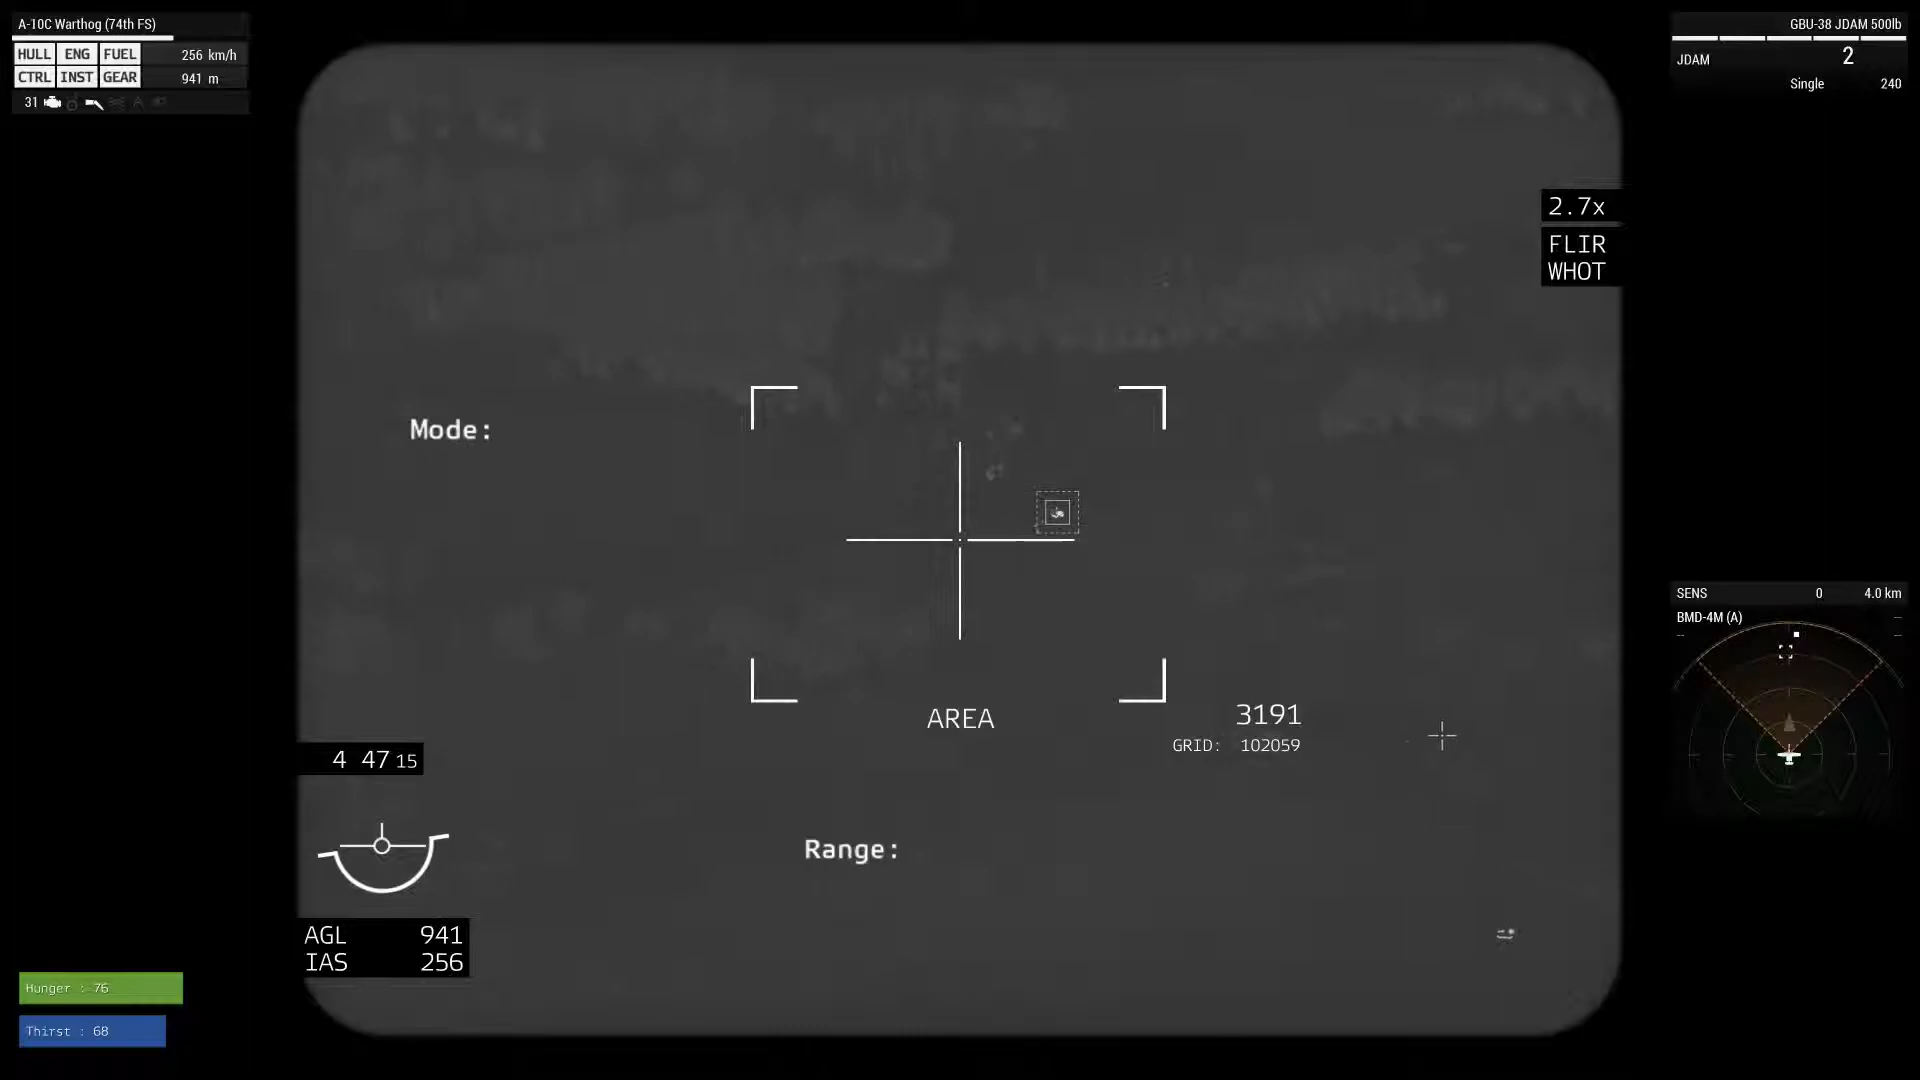 A-10C Warthog (74th FS)
HULL ENG FUEL 256 km/h
CTRL INST GEAR 941 m
31
GBU-38 JDAM 500lb
JDAM 2
Single 240
2.7x
FLIR
WHOT
Mode:
AREA
3191
GRID: 102059
SENS 0 4.0 km
BMD-4M (A)
--
--
--
4 47 15
Range:
AGL 941
IAS 256
Hunger : 76
Thirst : 68